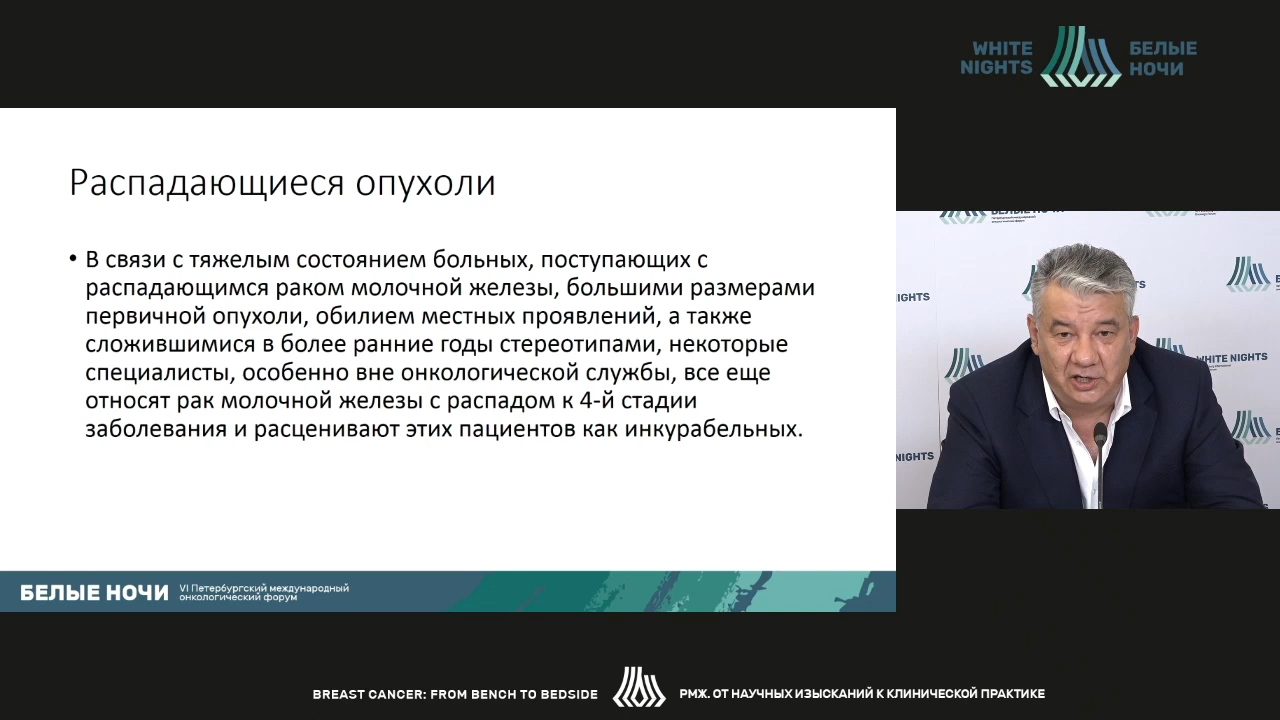 WHITE
NIGHTS
БЕЛЫЕ
НОЧИ
Распадающиеся опухоли
• В связи с тяжелым состоянием больных, поступающих с
распадающимся раком молочной железы, большими размерами
первичной опухоли, обилием местных проявлений, а также
сложившимися в более ранние годы стереотипами, некоторые
специалисты, особенно вне онкологической службы, все еще
относят рак молочной железы с распадом к 4-й стадии
заболевания и расценивают этих пациентов как инкурабельных.
WHITE NIGHTS
БЕЛЫЕ НОЧИ
VI Петербургский международный
онкологический форум
BREAST CANCER: FROM BENCH TO BEDSIDE
РМЖ. ОТ НАУЧНЫХ ИЗЫСКАНИЙ К КЛИНИЧЕСКОЙ ПРАКТИКЕ